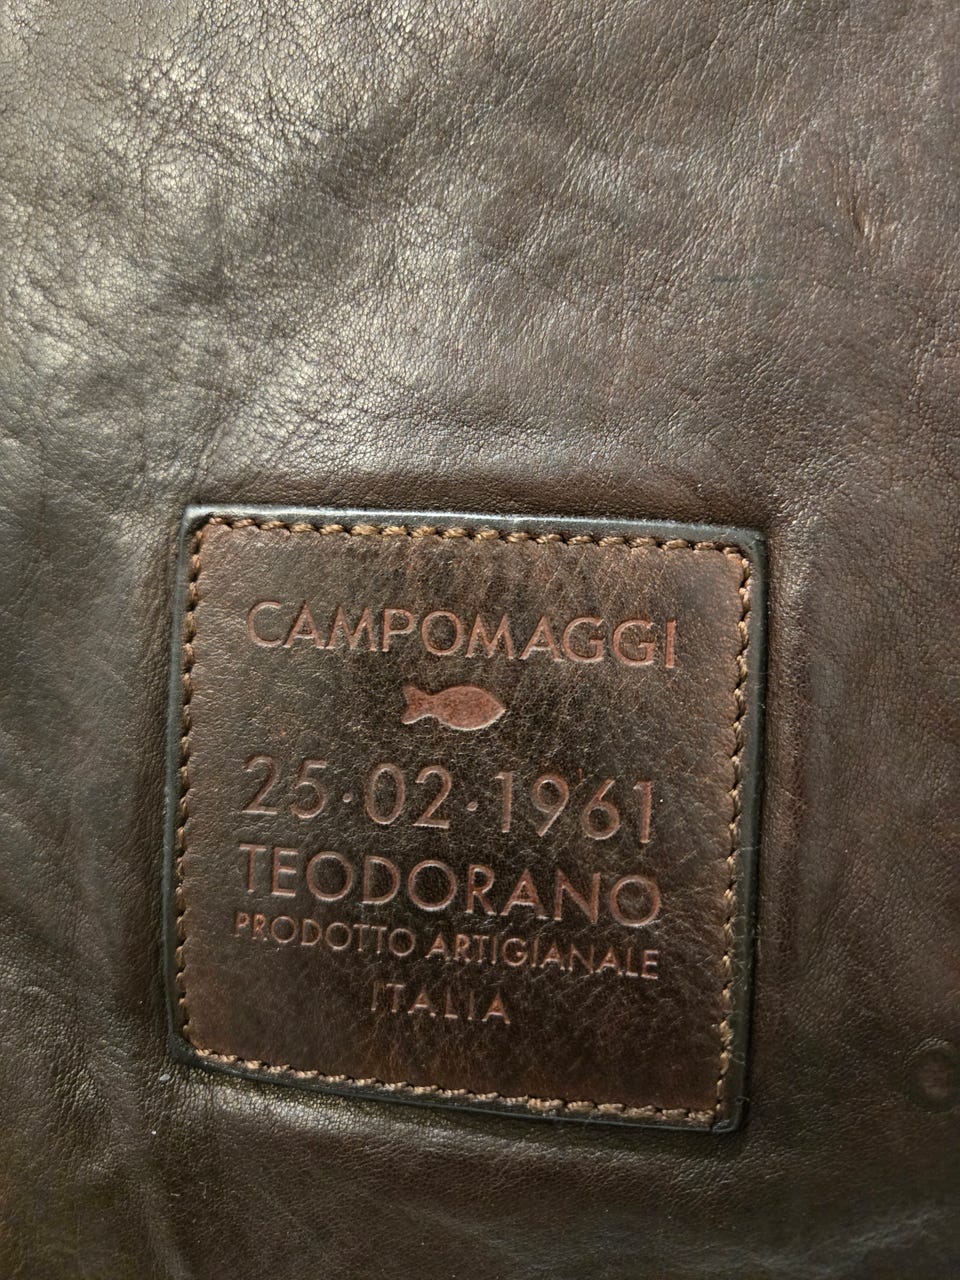 CAMPOMAGGI
25·02·1961
TEODORANO
PRODOTTO ARTIGIANALE
ITALIA